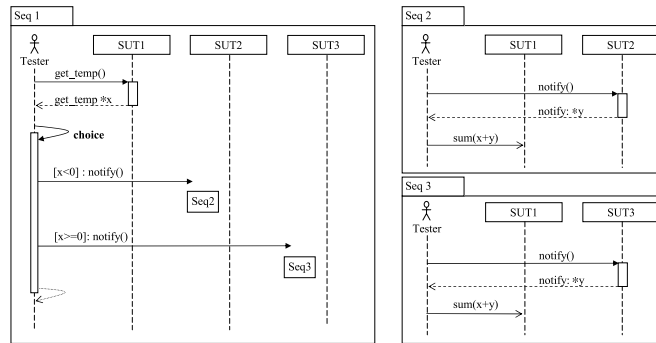 Seq 1
Tester
SUT1
SUT2
SUT3
get_temp()
get_temp *x
choice
[x<0] : notify()
Seq2
[x>=0]: notify()
Seq3
Seq 2
Tester
SUT1
SUT2
notify()
notify: *y
sum(x+y)
Seq 3
Tester
SUT1
SUT3
notify()
notify: *y
sum(x+y)